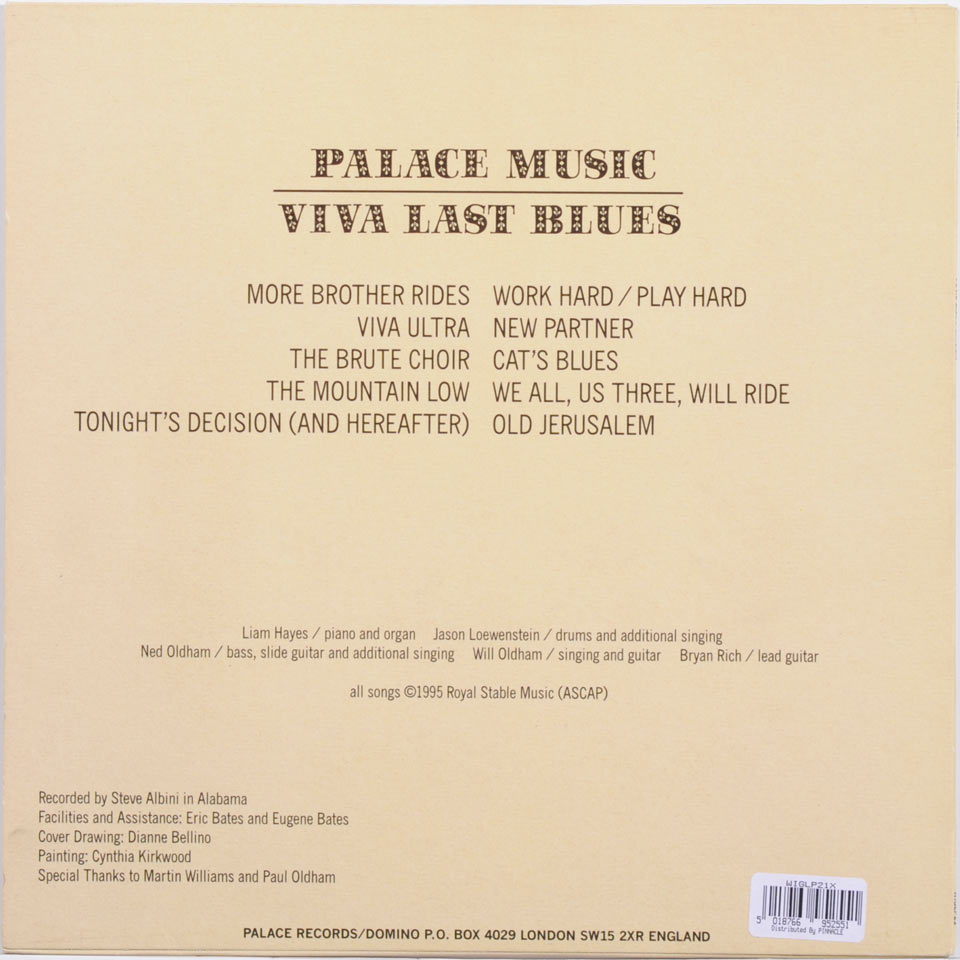 PALACE MUSIC
VIVA LAST BLUES
MORE BROTHER RIDES
VIVA ULTRA
THE BRUTE CHOIR
THE MOUNTAIN LOW
TONIGHT'S DECISION (AND HEREAFTER)
WORK HARD / PLAY HARD
NEW PARTNER
CAT'S BLUES
WE ALL, US THREE, WILL RIDE
OLD JERUSALEM
Liam Hayes / piano and organ Jason Loewenstein / drums and additional singing
Ned Oldham / bass, slide guitar and additional singing Will Oldham / singing and guitar Bryan Rich / lead guitar
all songs ©1995 Royal Stable Music (ASCAP)
Recorded by Steve Albini in Alabama
Facilities and Assistance: Eric Bates and Eugene Bates
Cover Drawing: Dianne Bellino
Painting: Cynthia Kirkwood
Special Thanks to Martin Williams and Paul Oldham
WIGLP21X
5 018766 952551
Distributed By PINNACLE
PALACE RECORDS/DOMINO P.O. BOX 4029 LONDON SW15 2XR ENGLAND